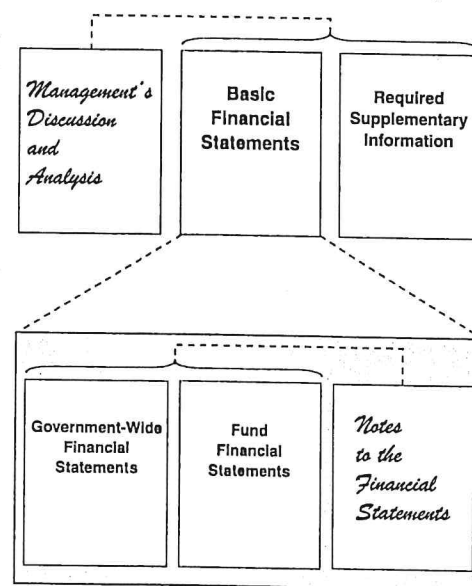 Management's
Discussion
and
Analysis
Basic
Financial
Statements
Required
Supplementary
Information
Government-Wide
Financial
Statements
Fund
Financial
Statements
Notes
to the
Financial
Statements